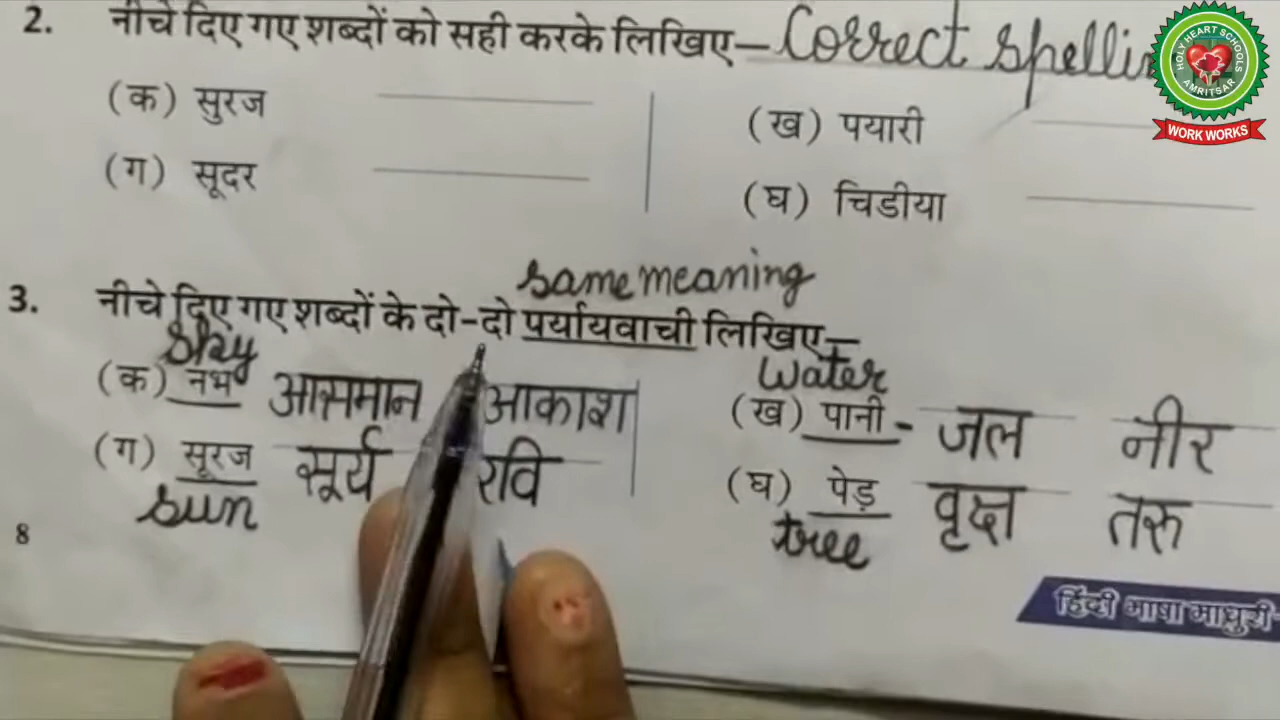 2. नीचे दिए गए शब्दों को सही करके लिखिए— Correct spellin
(क) सुरज
(ख) पयारी
(ग) सूदर
(घ) चिडीया
same meaning
3. नीचे दिए गए शब्दों के दो-दो पर्यायवाची लिखिए—
sky
water
(क) नभ आसमान आकाश
(ख) पानी - जल नीर
(ग) सूरज सूर्य रवि
(घ) पेड़ वृक्ष तरु
sun
tree
8
हिंदी भाषा माधुरी-
HOLY HEART SCHOOLS
AMRITSAR
WORK WORKS